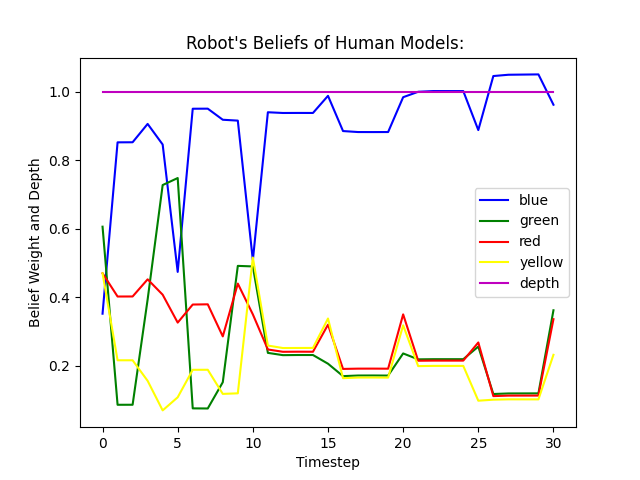 Robot's Beliefs of Human Models:
Belief Weight and Depth
1.0
0.8
0.6
0.4
0.2
blue
green
red
yellow
depth
0 5 10 15 20 25 30
Timestep